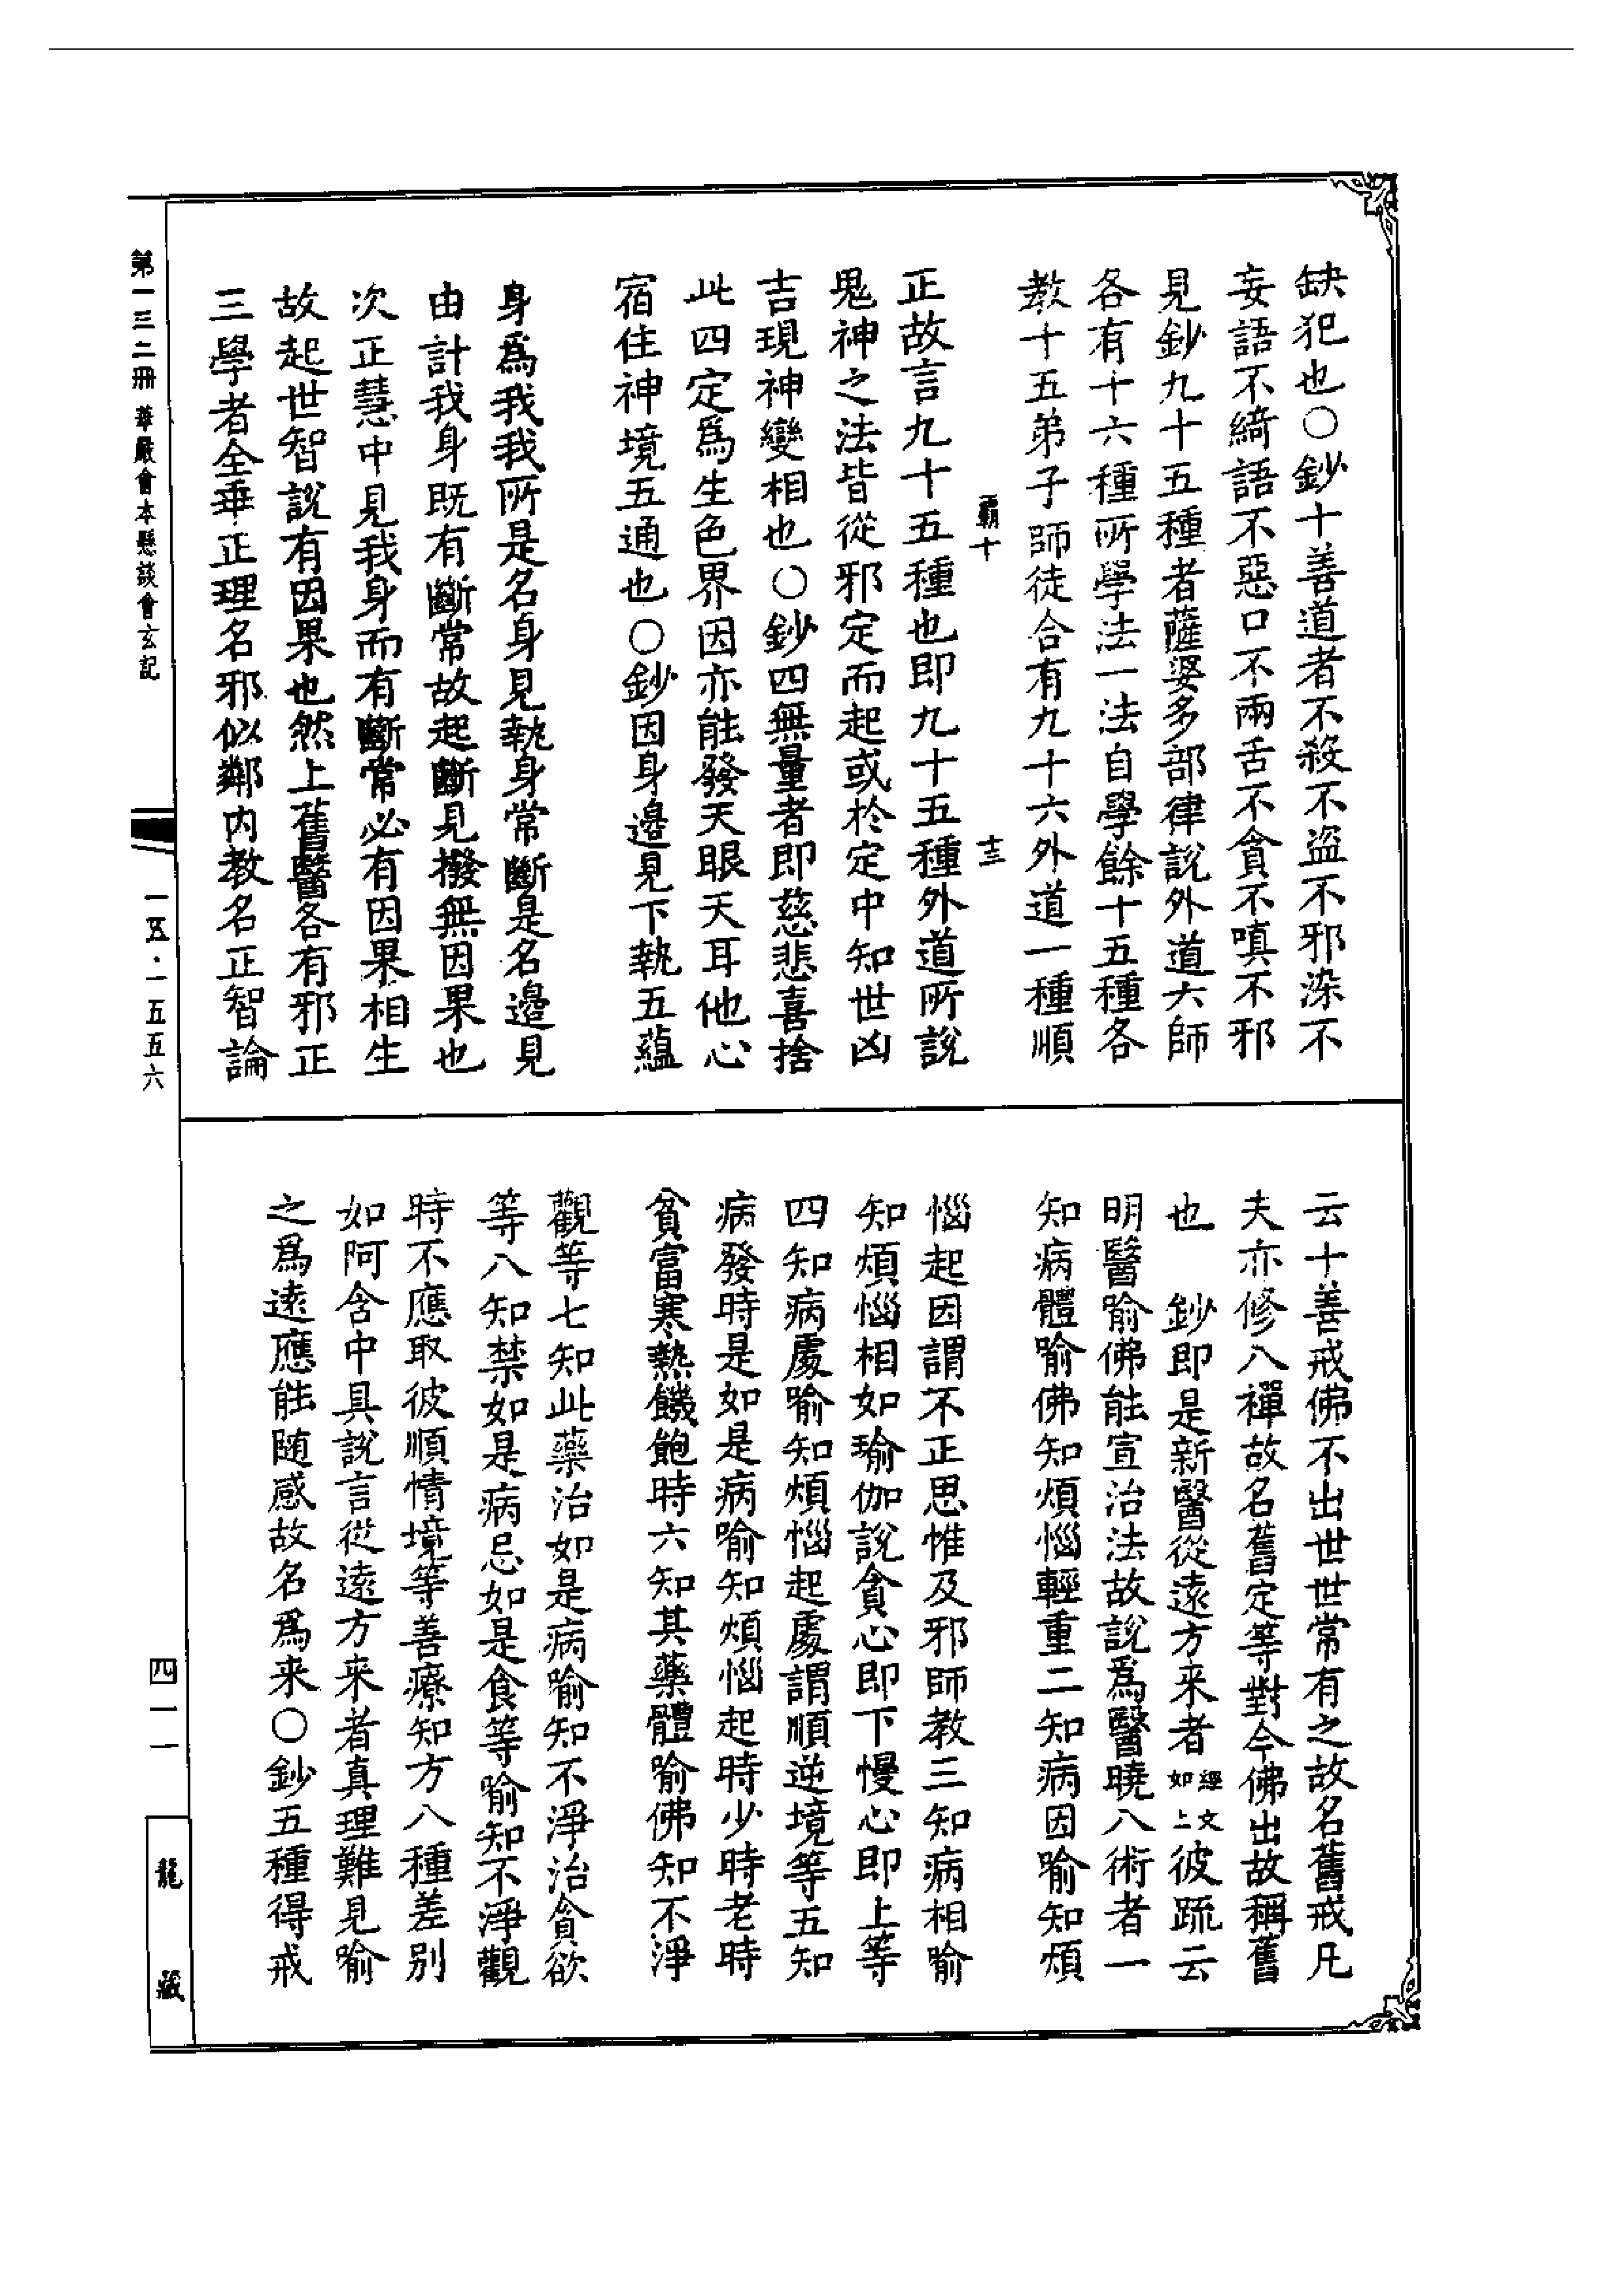 缺犯也○鈔十善道者不殺不盜不邪染不
妄語不綺語不惡口不兩舌不貪不嗔不邪
見鈔九十五種者薩婆多部律說外道六師
各有十六種所學法一法自學餘十五種各
教十五弟子師徒合有九十六外道一種順
霸十
十三
正故言九十五種也即九十五種外道所說
鬼神之法皆從邪定而起或於定中知世凶
吉現神變相也○鈔四無量者即慈悲喜捨
此四定爲生色界因亦能發天眼天耳他心
宿住神境五通也○鈔因身邊見下執五蘊
身爲我我所是名身見執身常斷是名邊見
由計我身既有斷常故起斷見撥無因果也
次正慧中見我身而有斷常必有因果相生
故起世智說有因果也然上舊醫各有邪正
三學者全乖正理名邪似鄰內教名正智論
云十善戒佛不出世世常有之故名舊戒凡
夫亦修八禪故名舊定等對今佛出故稱舊
也　鈔即是新醫從遠方來者經文如上彼疏云
明醫喻佛能宣治法故說爲醫曉八術者一
知病體喻佛知煩惱輕重二知病因喻知煩
惱起因謂不正思惟及邪師教三知病相喻
知煩惱相如瑜伽說貪心即下慢心即上等
四知病處喻知煩惱起處謂順逆境等五知
病發時是如是病喻知煩惱起時少時老時
貧富寒熱饑飽時六知其藥體喻佛知不淨
觀等七知此藥治如是病喻知不淨治貪欲
等八知禁如是病忌如是食等喻知不淨觀
時不應取彼順情境等善療知方八種差別
如阿含中具說言從遠方來者真理難見喻
之爲遠應能随感故名爲来○鈔五種得戒
第一三二冊 華嚴會本懸談會玄記
一五·一五五六
四一一
龍藏